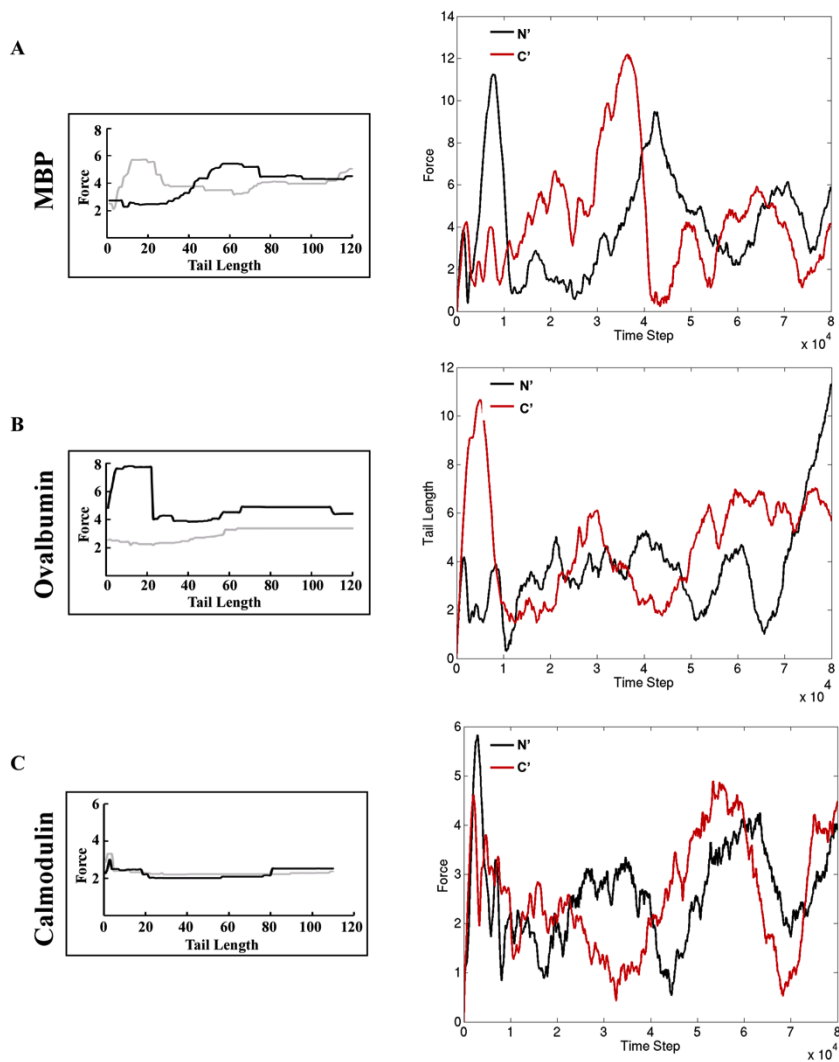 A
MBP
8
6
4
2
Force
0 20 40 60 80 100 120
Tail Length
14
12
10
8
6
4
2
0
Force
N'
C'
0 1 2 3 4 5 6 7 8
Time Step
x 10⁴
B
Ovalbumin
8
6
4
2
Force
0 20 40 60 80 100 120
Tail Length
12
10
8
6
4
2
0
Tail Length
N'
C'
0 1 2 3 4 5 6 7 8
Time Step
4
x 10
C
Calmodulin
6
4
2
Force
0 20 40 60 80 100 120
Tail Length
6
5
4
3
2
1
0
Force
N'
C'
0 1 2 3 4 5 6 7 8
Time Step
x 10⁴